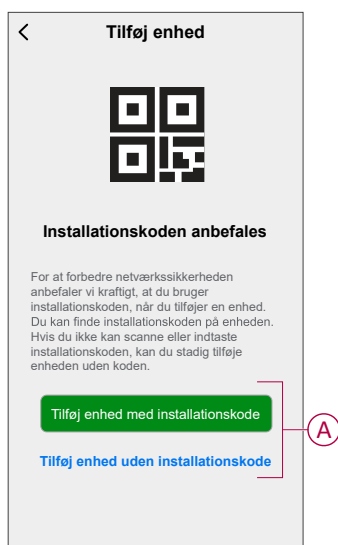 Tilføj enhed
Installationskoden anbefales
For at forbedre netværkssikkerheden
anbefaler vi kraftigt, at du bruger
installationskoden, når du tilføjer en enhed.
Du kan finde installationskoden på enheden.
Hvis du ikke kan scanne eller indtaste
installationskoden, kan du stadig tilføje
enheden uden koden.
Tilføj enhed med installationskode
A
Tilføj enhed uden installationskode